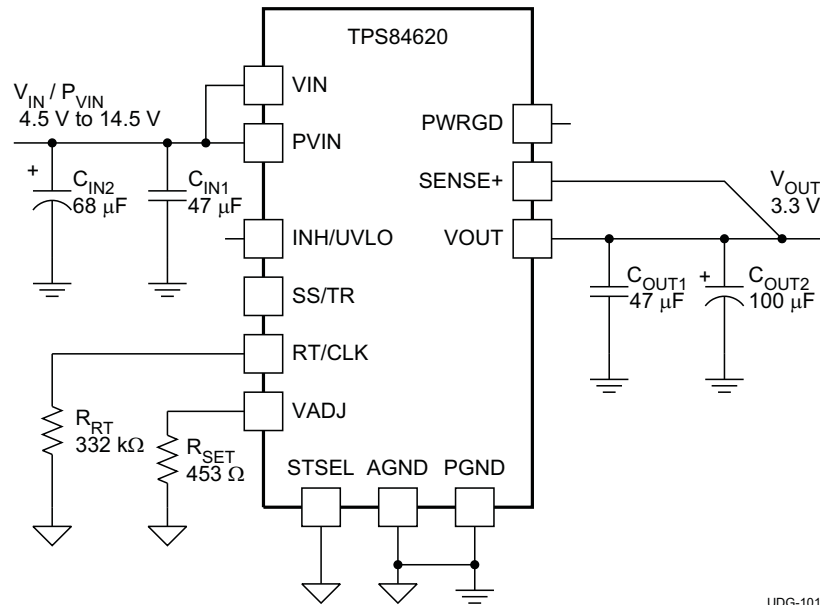 TPS84620
VIN
V_IN / P_VIN
4.5 V to 14.5 V
PWRGD
PVIN
+
C_IN2
68 μF
C_IN1
47 μF
SENSE+
V_OUT
3.3 V
INH/UVLO
VOUT
SS/TR
C_OUT1
47 μF
+
C_OUT2
100 μF
RT/CLK
R_RT
332 kΩ
VADJ
R_SET
453 Ω
STSEL
AGND
PGND
UDG-101